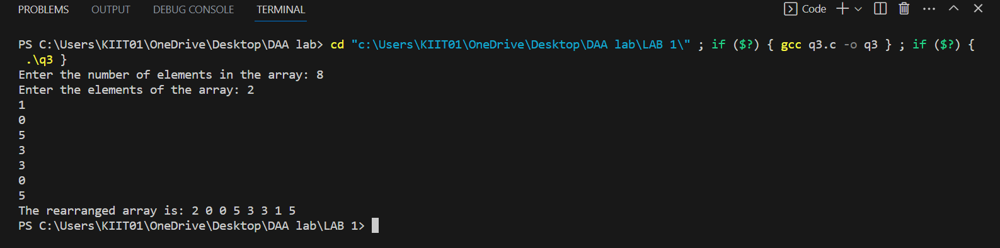 PROBLEMS OUTPUT DEBUG CONSOLE TERMINAL Code
PS C:\Users\KIIT01\OneDrive\Desktop\DAA lab> cd "c:\Users\KIIT01\OneDrive\Desktop\DAA lab\LAB 1\" ; if ($?) { gcc q3.c -o q3 } ; if ($?) {
 .\q3 }
Enter the number of elements in the array: 8
Enter the elements of the array: 2
1
0
5
3
3
0
5
The rearranged array is: 2 0 0 5 3 3 1 5
PS C:\Users\KIIT01\OneDrive\Desktop\DAA lab\LAB 1>